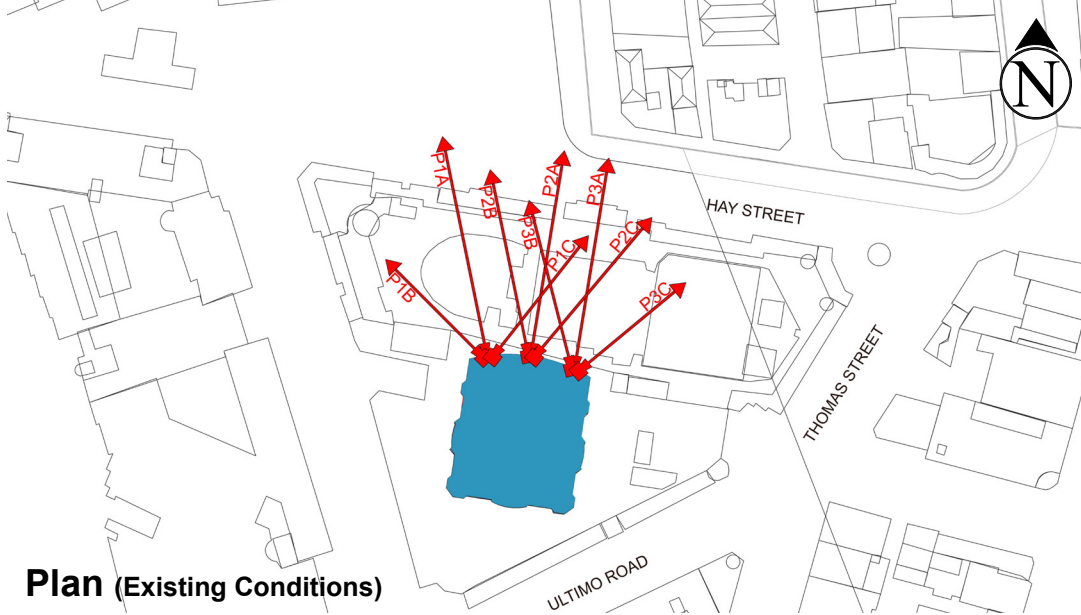 N
P1A
P2B
P2A
P3A
P3B
P1C
P2C
P1B
P3C
HAY STREET
THOMAS STREET
ULTIMO ROAD
Plan (Existing Conditions)